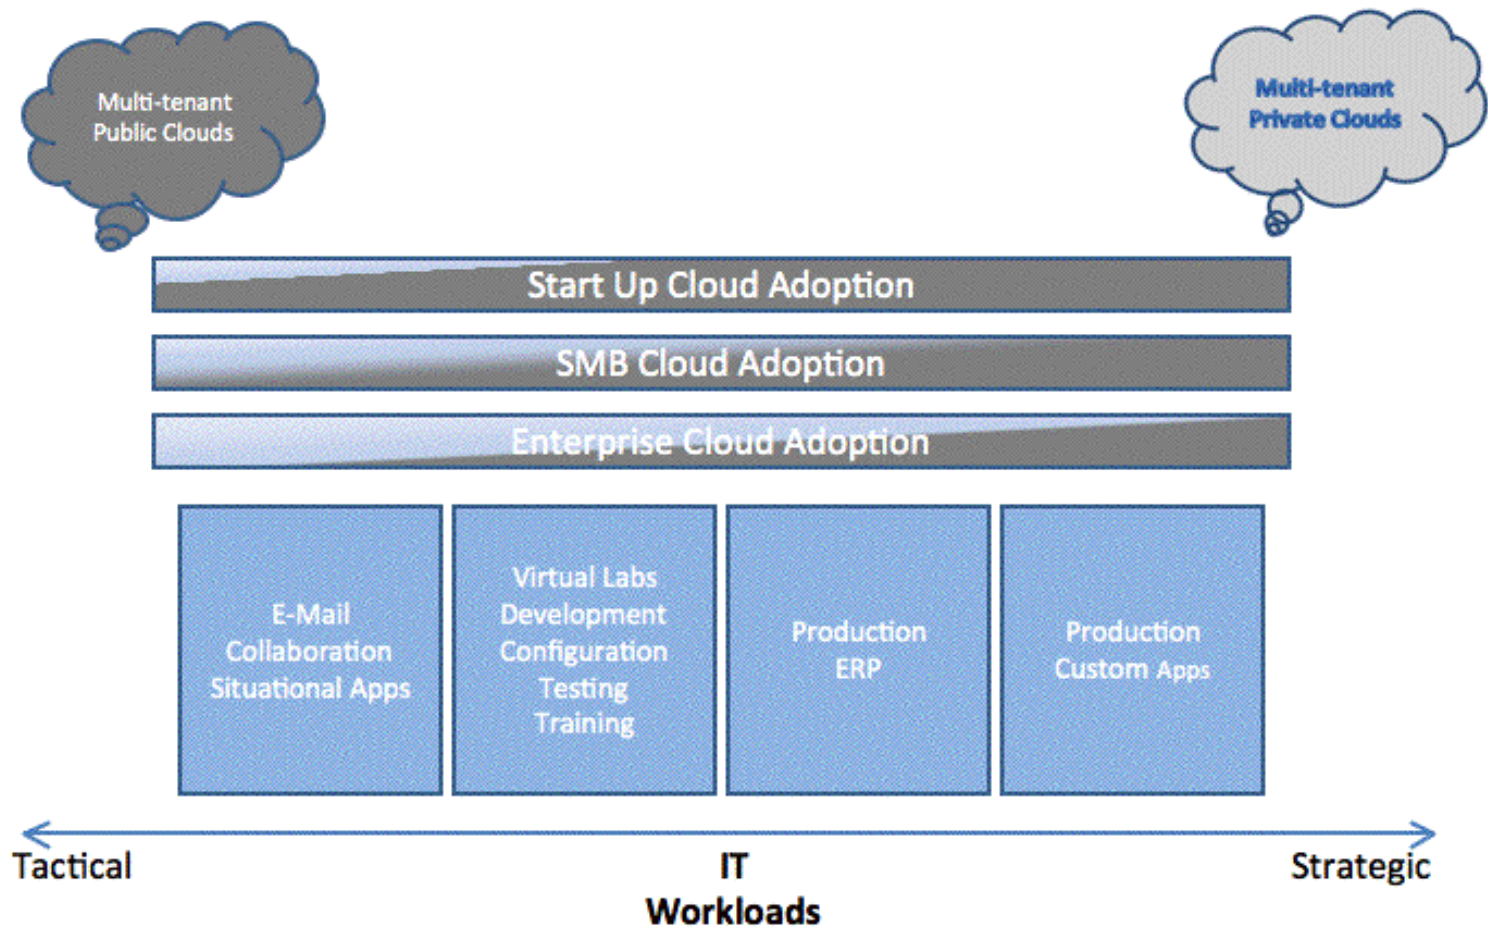 Multi-tenant
Public Clouds
Multi-tenant
Private Clouds
Start Up Cloud Adoption
SMB Cloud Adoption
Enterprise Cloud Adoption
E-Mail
Collaboration
Situational Apps
Virtual Labs
Development
Configuration
Testing
Training
Production
ERP
Production
Custom Apps
Tactical
IT
Workloads
Strategic